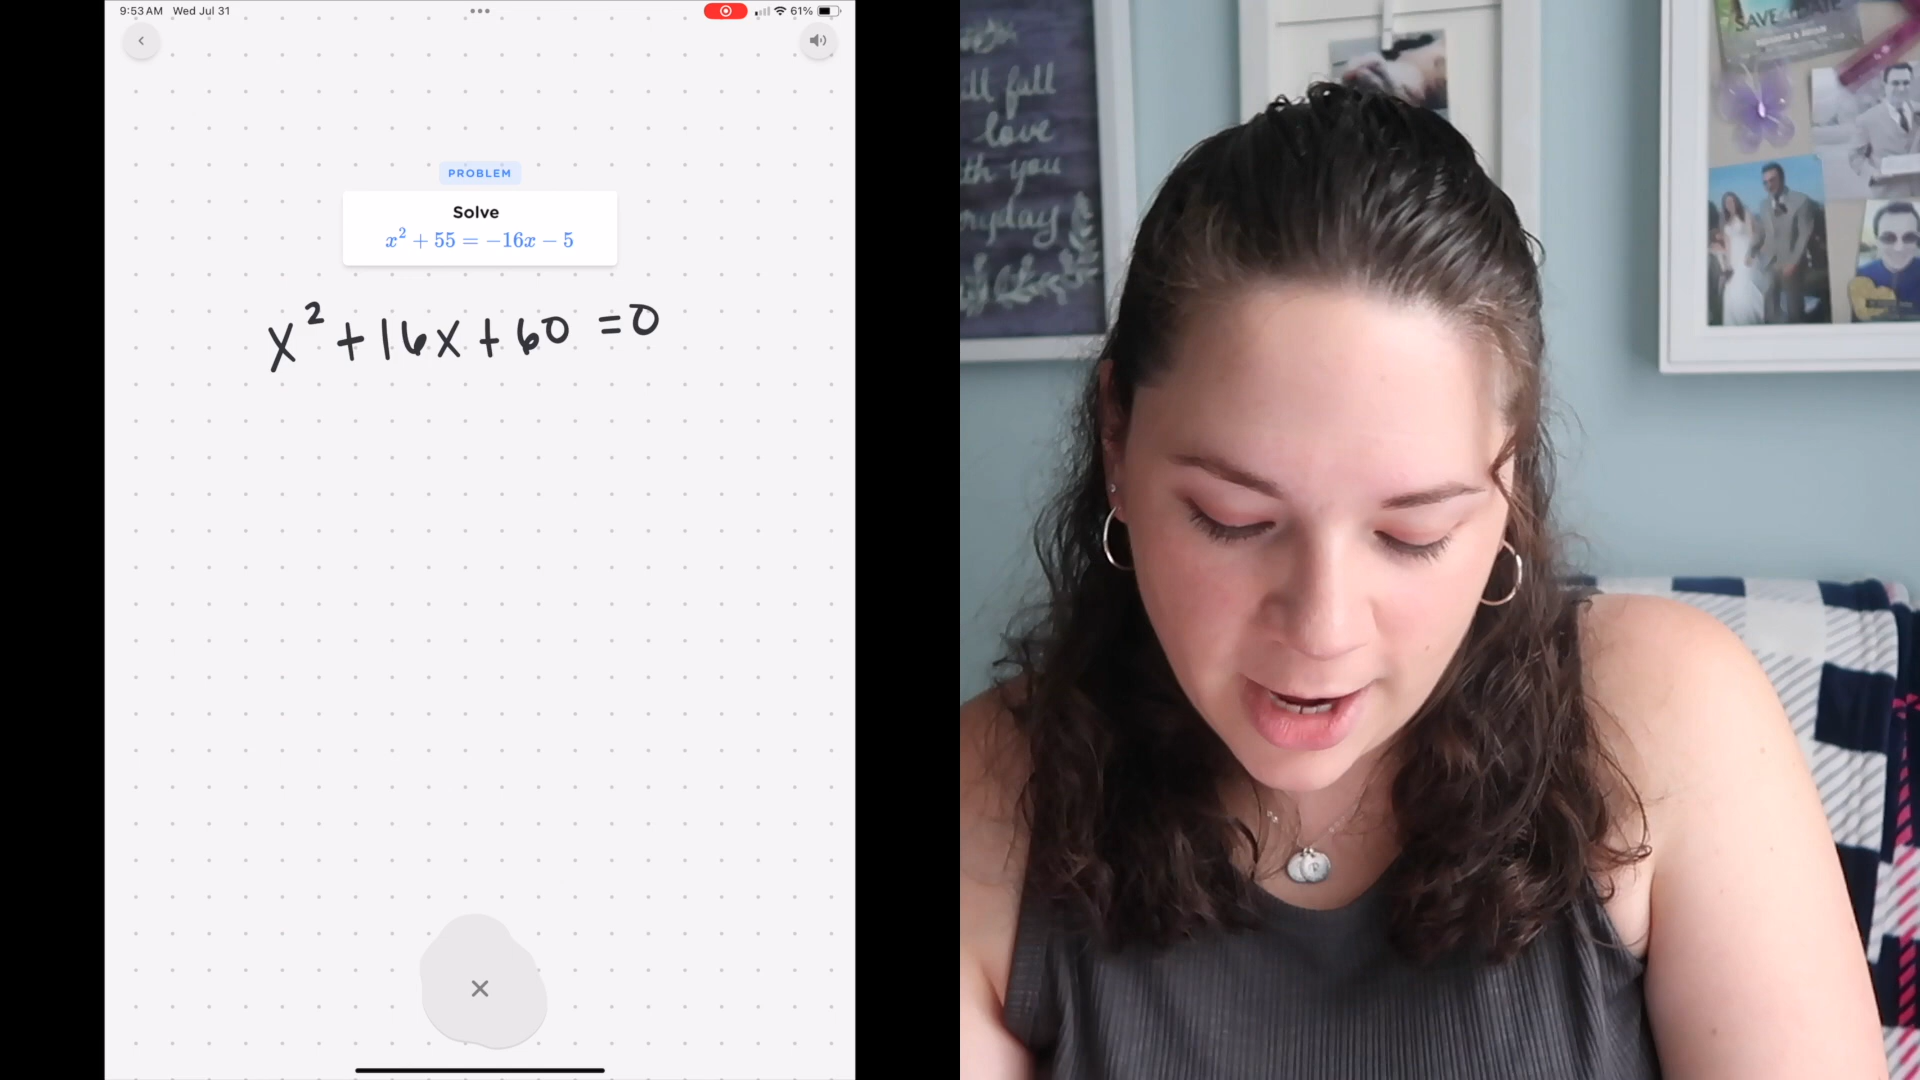 9:53 AM Wed Jul 31
61%
PROBLEM
Solve
x² + 55 = −16x − 5
x² + 16x + 60 = 0
ll fall
love
th you
ryday
SAVE DATE